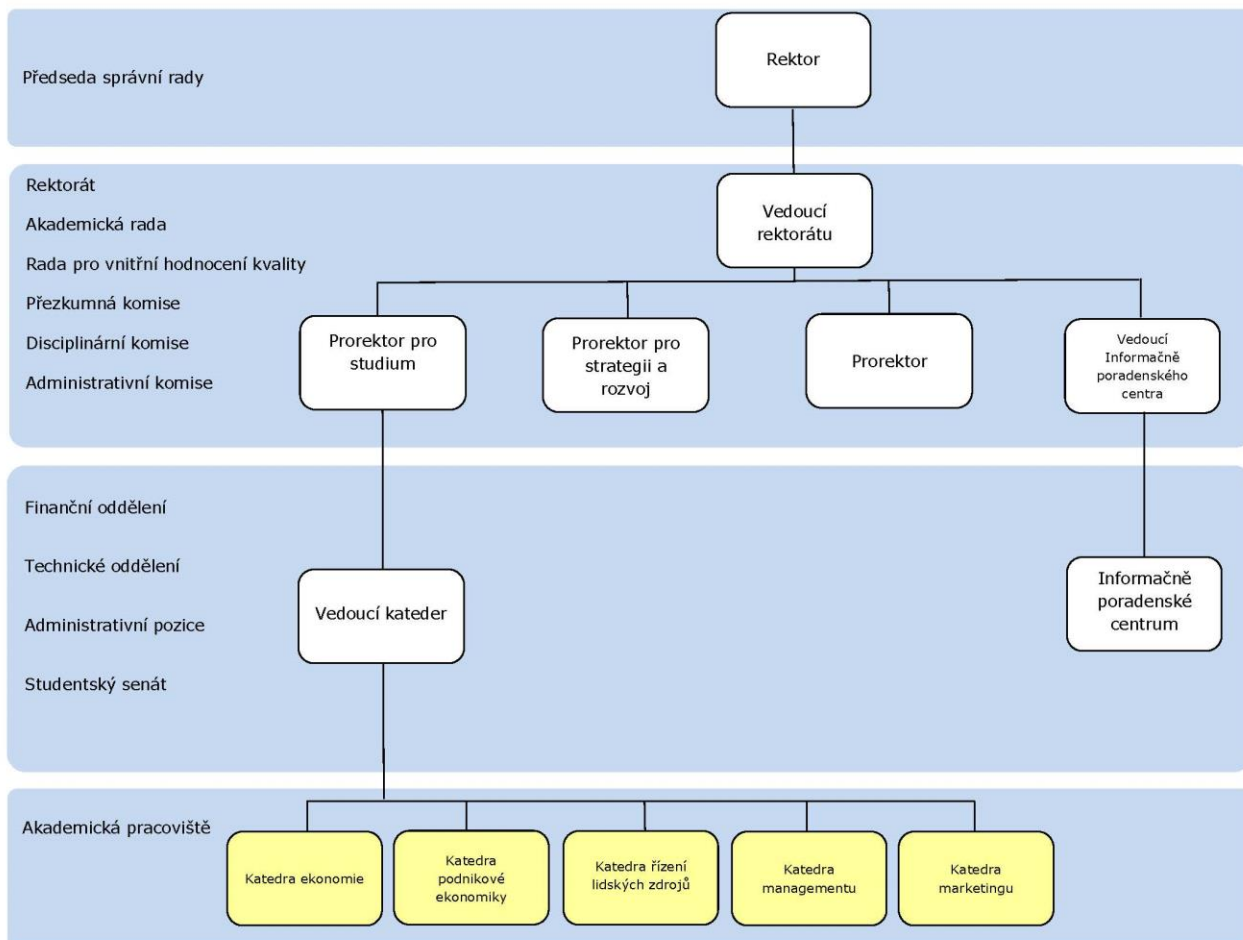 Předseda správní rady
Rektor
Rektorát
Akademická rada
Rada pro vnitřní hodnocení kvality
Přezkumná komise
Disciplinární komise
Administrativní komise
Vedoucí
rektorátu
Prorektor pro
studium
Prorektor pro
strategii a
rozvoj
Prorektor
Vedoucí
Informačně
poradenského
centra
Finanční oddělení
Technické oddělení
Administrativní pozice
Studentský senát
Vedoucí kateder
Informačně
poradenské
centrum
Akademická pracoviště
Katedra ekonomie
Katedra
podnikové
ekonomiky
Katedra řízení
lidských zdrojů
Katedra
managementu
Katedra
marketingu